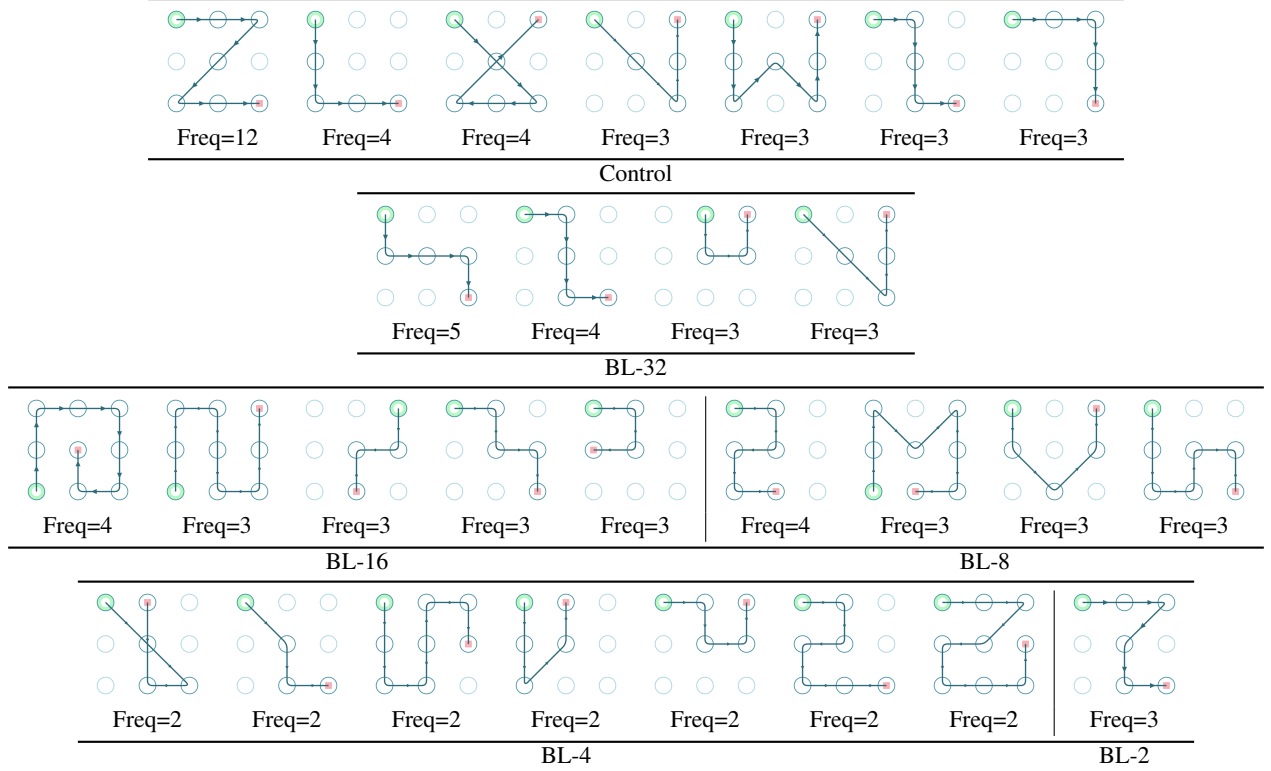 Freq=12 Freq=4 Freq=4 Freq=3 Freq=3 Freq=3 Freq=3
Control
Freq=5 Freq=4 Freq=3 Freq=3
BL-32
Freq=4 Freq=3 Freq=3 Freq=3 Freq=3 Freq=4 Freq=3 Freq=3 Freq=3
BL-16 BL-8
Freq=2 Freq=2 Freq=2 Freq=2 Freq=2 Freq=2 Freq=2 Freq=3
BL-4 BL-2